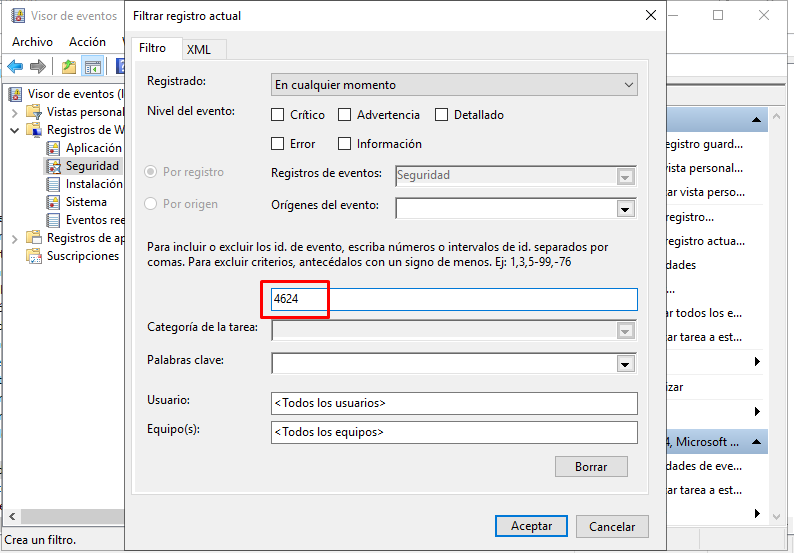 Visor de eventos
Archivo Acción
Visor de eventos (I
Vistas personal
Registros de W
Aplicación
Seguridad
Instalación
Sistema
Eventos ree
Registros de ap
Suscripciones
Crea un filtro.
Filtrar registro actual
Filtro XML
Registrado: En cualquier momento
Nivel del evento: Crítico Advertencia Detallado
Error Información
Por registro Registros de eventos: Seguridad
Por origen Orígenes del evento:
Para incluir o excluir los id. de evento, escriba números o intervalos de id. separados por
comas. Para excluir criterios, antecédalos con un signo de menos. Ej: 1,3,5-99,-76
4624
Categoría de la tarea:
Palabras clave:
Usuario: <Todos los usuarios>
Equipo(s): <Todos los equipos>
Borrar
Aceptar Cancelar
egistro guard...
vista personal...
ar vista perso...
registro...
egistro actua...
dades
...
ar todos los e...
ar tarea a est...
izar
4, Microsoft ...
dades de eve...
ar tarea a est...